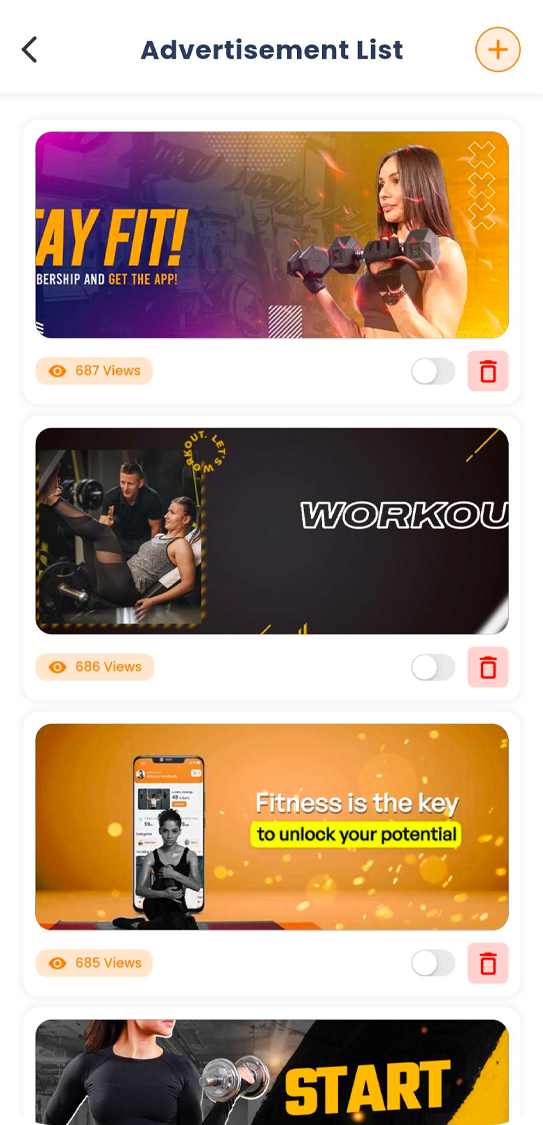 Advertisement List
AY FIT!
BERSHIP AND GET THE APP!
687 Views
WORKOUT. LET'S
WORKOU
686 Views
Fitness is the key
to unlock your potential
685 Views
START